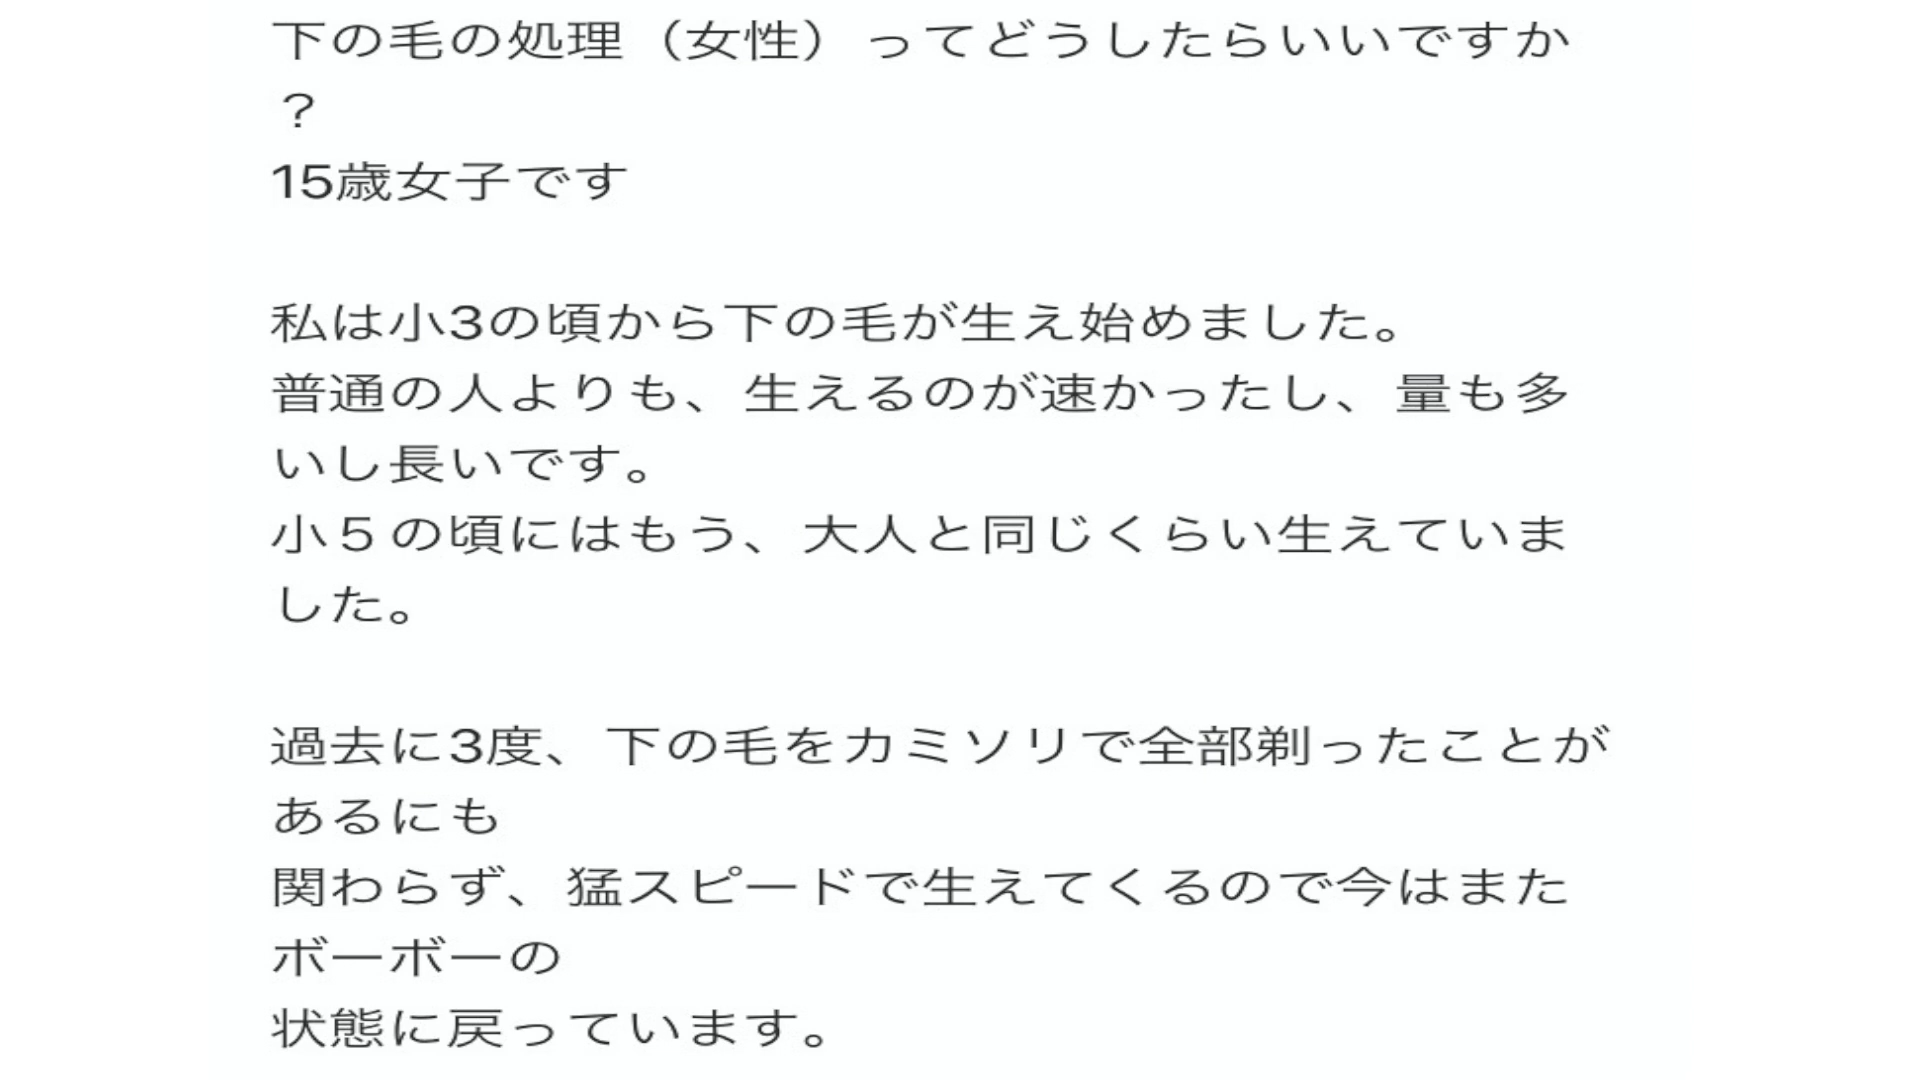 下の毛の処理（女性）ってどうしたらいいですか
？
15歳女子です
私は小3の頃から下の毛が生え始めました。
普通の人よりも、生えるのが速かったし、量も多
いし長いです。
小５の頃にはもう、大人と同じくらい生えていま
した。
過去に3度、下の毛をカミソリで全部剃ったことが
あるにも
関わらず、猛スピードで生えてくるので今はまた
ボーボーの
状態に戻っています。